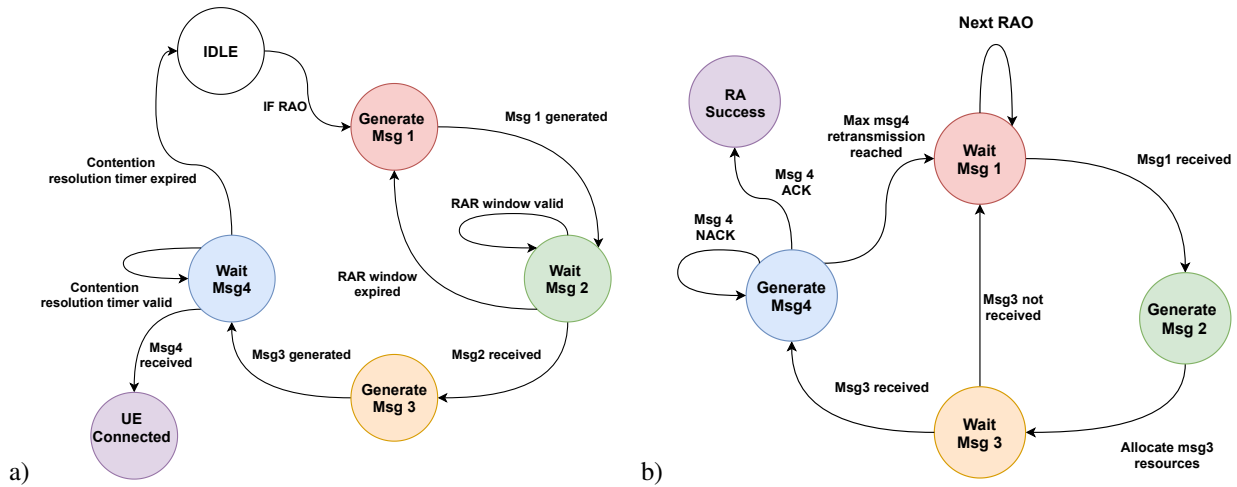 IDLE
IF RAO
Generate
Msg 1
Msg 1 generated
Contention
resolution timer expired
RAR window valid
Wait
Msg4
Wait
Msg 2
RAR window
expired
Contention
resolution timer valid
Msg4
received
Msg3 generated
Msg2 received
Generate
Msg 3
UE
Connected
a)
Next RAO
RA
Success
Max msg4
retransmission
reached
Wait
Msg 1
Msg1 received
Msg 4
ACK
Msg 4
NACK
Generate
Msg4
Msg3 not
received
Generate
Msg 2
Msg3 received
Wait
Msg 3
Allocate msg3
resources
b)